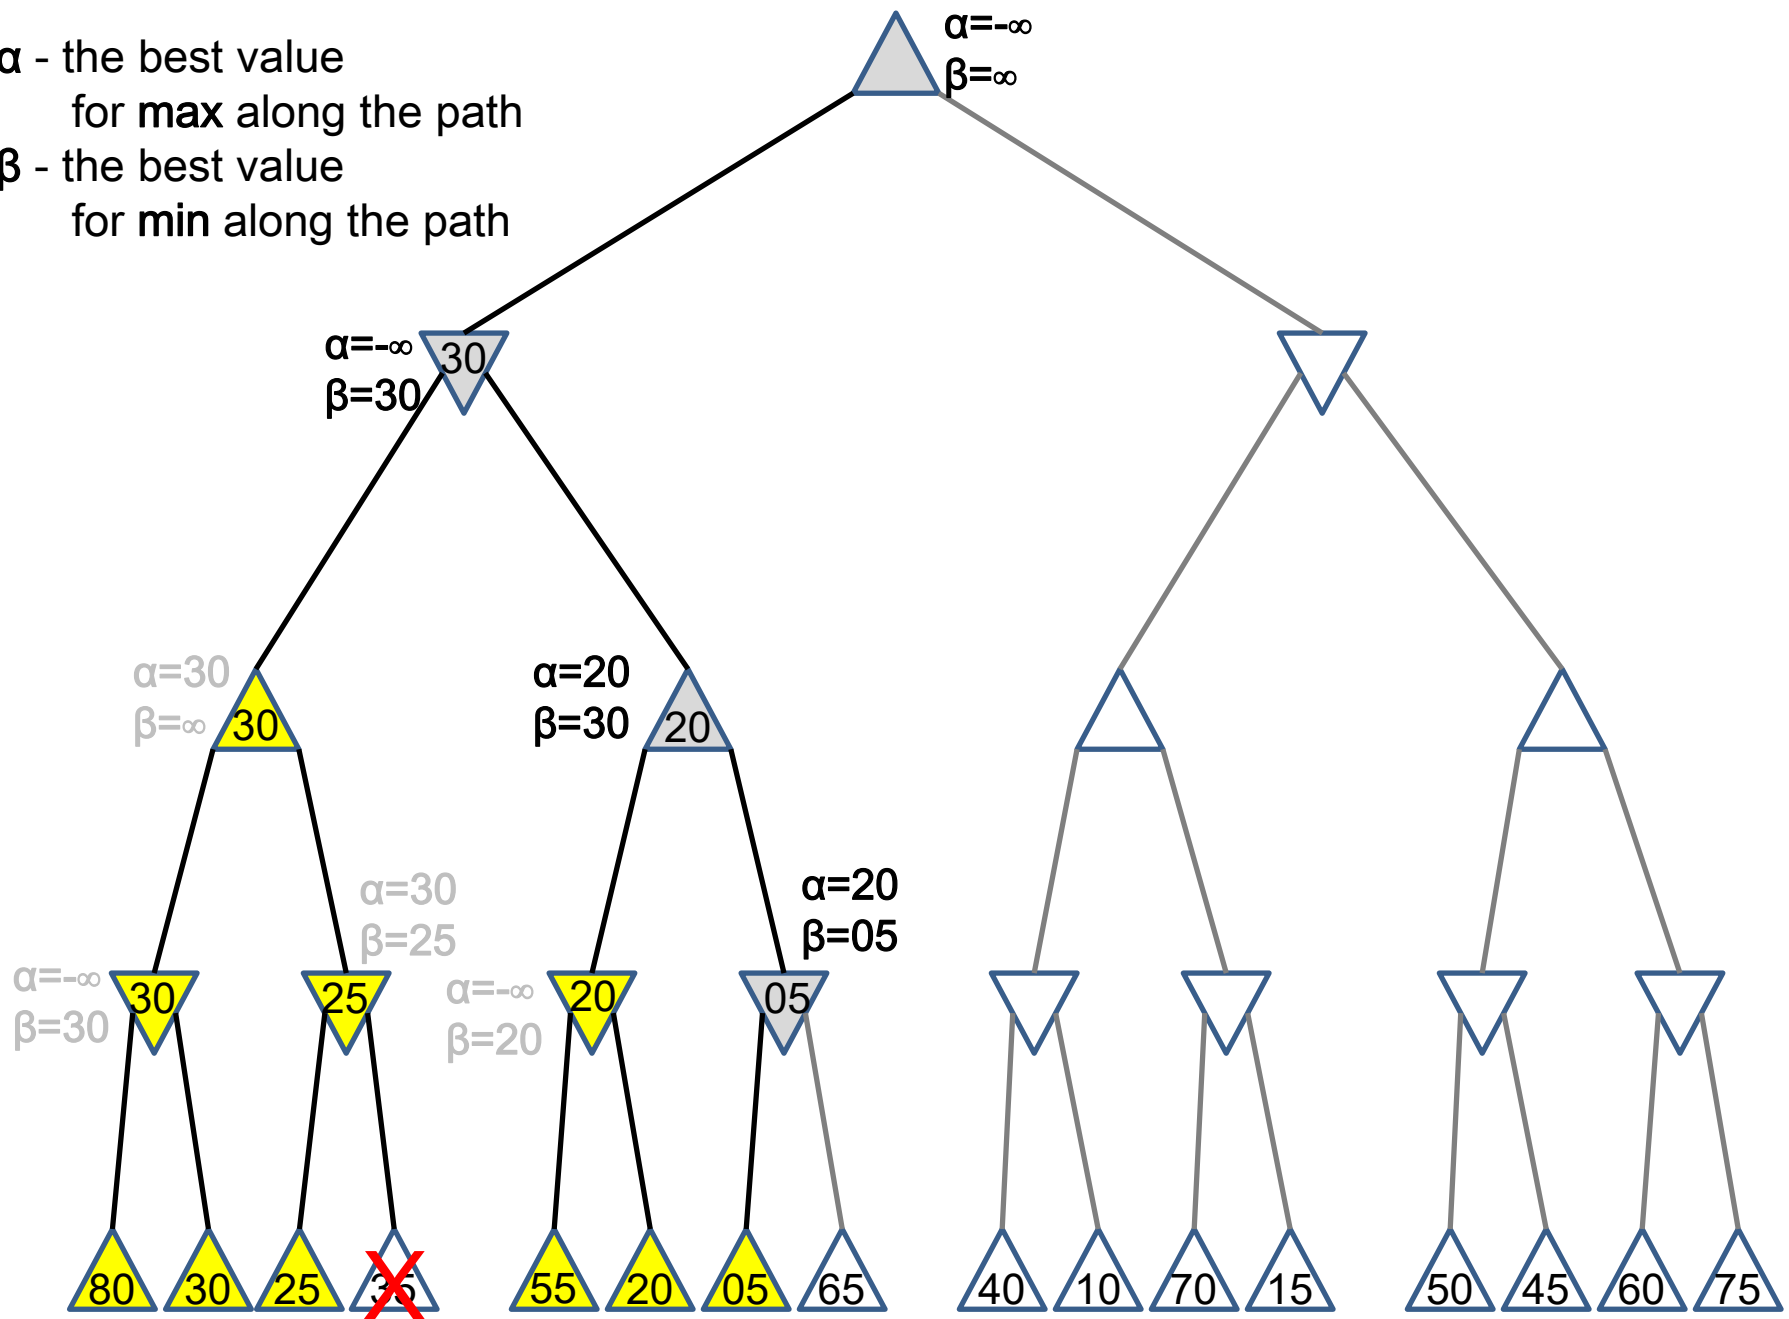 α - the best value
for max along the path
β - the best value
for min along the path
α=-∞
β=∞
α=-∞
β=30
30
α=30
β=∞
30
α=20
β=30
20
α=30
β=25
α=20
β=05
α=-∞
β=30
30
25
α=-∞
β=20
20
05
80 30 25 35 55 20 05 65 40 10 70 15 50 45 60 75